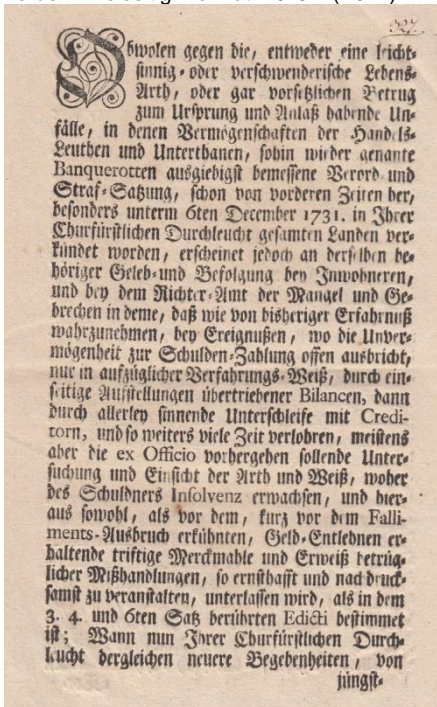 327.
Obwolen gegen die, entweder eine leicht-
sinnig- oder verschwenderische Lebens-
Arth, oder gar vorsetzlichen Betrug
zum Ursprung und Anlaß habende Un-
fälle, in denen Vermögenschaften der Handels-
Leuthen und Unterthanen, sohin wieder genante
Banquerotten ausgiebigst bemessene Verord- und
Straf-Satzung, schon von vorderen Zeiten her,
besonders unterm 6ten December 1731. in Ihrer
Churfürstlichen Durchleucht gesamten Landen ver-
kündet worden, erscheinet jedoch an derselben be-
höriger Geleb- und Befolgung bey Inwohneren,
und bey dem Richter-Amt der Mangel und Ge-
brechen in deme, daß wie von bisheriger Erfahrnuß
wahrzunehmen, bey Ereignußen, wo die Unver-
mögenheit zur Schulden-Zahlung offen ausbricht,
nur in aufzüglicher Verfahrungs-Weiß, durch ein-
seitige Aufstellungen übertriebener Bilancen, dann
durch allerley sinnende Unterschleife mit Credi-
torn, und so weiters viele Zeit verlohren, meistens
aber die ex Officio vorhergehen sollende Unter-
suchung und Einsicht der Arth und Weiß, woher
des Schuldners Insolvenz erwachsen, und hier-
aus sowohl, als vor dem, kurz vor dem Falli-
ments-Ausbruch erkühnten, Geld-Entlehnen er-
haltende triftige Merckmahle und Erweiß betrüg-
licher Mißhandlungen, so ernsthafft und nachdruck-
samst zu veranstalten, unterlassen wird, als in dem
3. 4. und 6ten Satz berührten Edicti bestimmet
ist; Wann nun Ihrer Churfürstlichen Durch-
leucht dergleichen neuere Begebenheiten, von
jüngst-